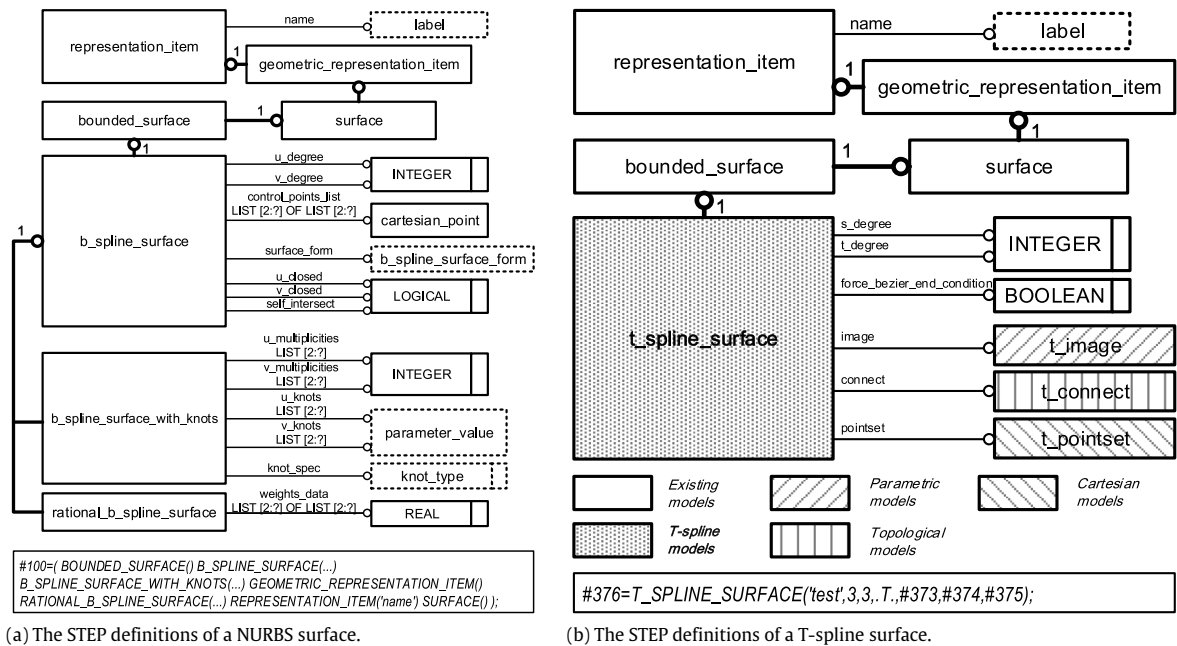 name
label
representation_item
1
geometric_representation_item
1
bounded_surface
surface
1
u_degree
INTEGER
v_degree
control_points_list
LIST [2:?] OF LIST [2:?]
cartesian_point
1
b_spline_surface
surface_form
b_spline_surface_form
u_closed
v_closed
LOGICAL
self_intersect
u_multiplicities
LIST [2:?]
v_multiplicities
INTEGER
LIST [2:?]
u_knots
LIST [2:?]
b_spline_surface_with_knots
v_knots
parameter_value
LIST [2:?]
knot_spec
knot_type
weights_data
rational_b_spline_surface
LIST [2:?] OF LIST [2:?]
REAL
#100=( BOUNDED_SURFACE() B_SPLINE_SURFACE(...)
B_SPLINE_SURFACE_WITH_KNOTS(...) GEOMETRIC_REPRESENTATION_ITEM()
RATIONAL_B_SPLINE_SURFACE(...) REPRESENTATION_ITEM('name') SURFACE() );
(a) The STEP definitions of a NURBS surface.
name
label
representation_item
1
geometric_representation_item
1
1
bounded_surface
surface
1
s_degree
INTEGER
t_degree
force_bezier_end_condition
BOOLEAN
t_spline_surface
image
t_image
connect
t_connect
pointset
t_pointset
Existing
models
Parametric
models
Cartesian
models
T-spline
models
Topological
models
#376=T_SPLINE_SURFACE('test',3,3,.T.,#373,#374,#375);
(b) The STEP definitions of a T-spline surface.